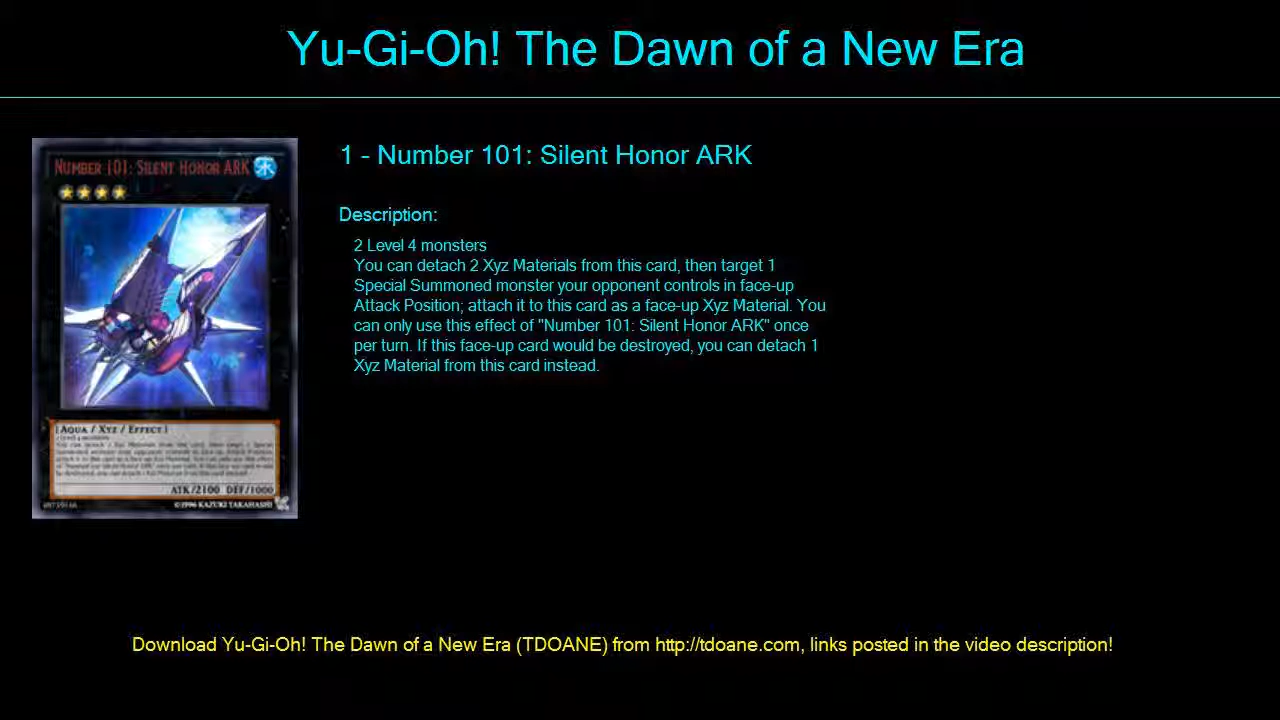 Yu-Gi-Oh! The Dawn of a New Era
NUMBER 101: SILENT HONOR ARK 水
1 - Number 101: Silent Honor ARK
Description:
2 Level 4 monsters
You can detach 2 Xyz Materials from this card, then target 1
Special Summoned monster your opponent controls in face-up
Attack Position; attach it to this card as a face-up Xyz Material. You
can only use this effect of "Number 101: Silent Honor ARK" once
per turn. If this face-up card would be destroyed, you can detach 1
Xyz Material from this card instead.
[AQUA / XYZ / EFFECT]
ATK/2100 DEF/1000
©1996 KAZUKI TAKAHASHI
Download Yu-Gi-Oh! The Dawn of a New Era (TDOANE) from http://tdoane.com, links posted in the video description!